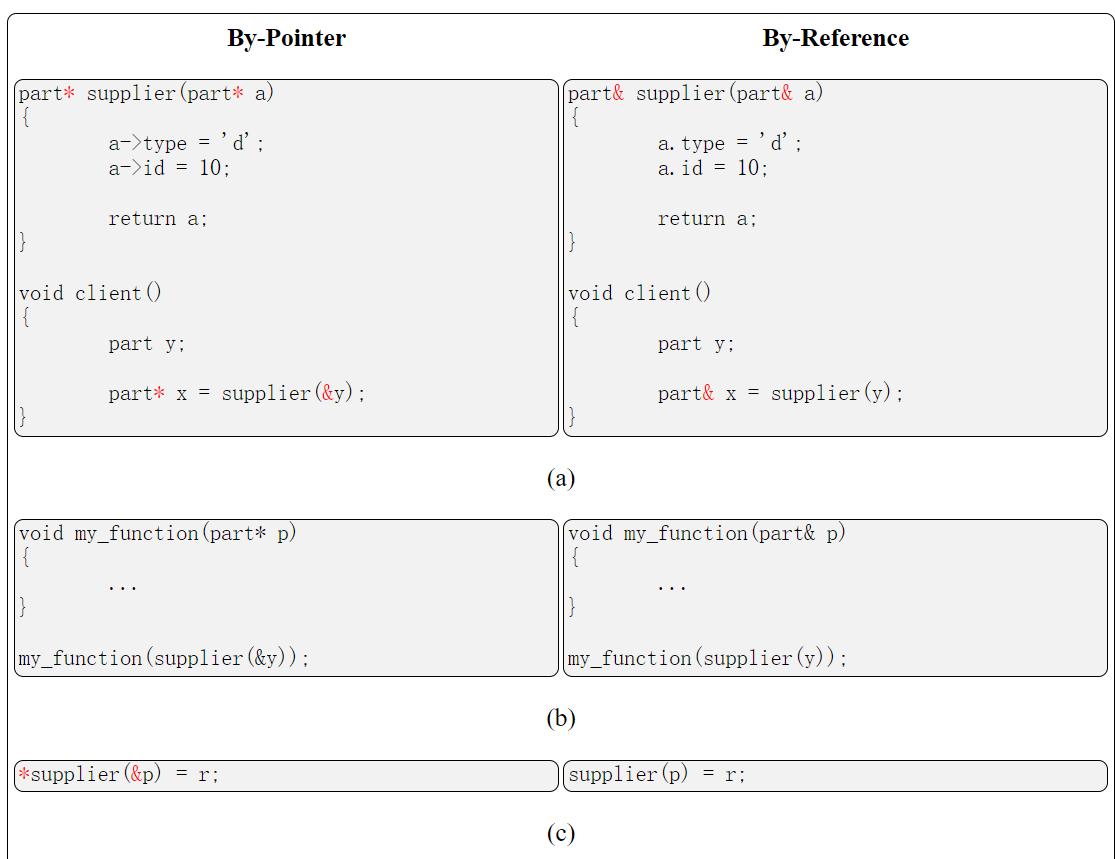 By-Pointer
By-Reference
part* supplier(part* a)
{
a->type = 'd';
a->id = 10;
return a;
}
void client()
{
part y;
part* x = supplier(&y);
}
part& supplier(part& a)
{
a.type = 'd';
a.id = 10;
return a;
}
void client()
{
part y;
part& x = supplier(y);
}
(a)
void my_function(part* p)
{
...
}
my_function(supplier(&y));
void my_function(part& p)
{
...
}
my_function(supplier(y));
(b)
*supplier(&p) = r;
supplier(p) = r;
(c)